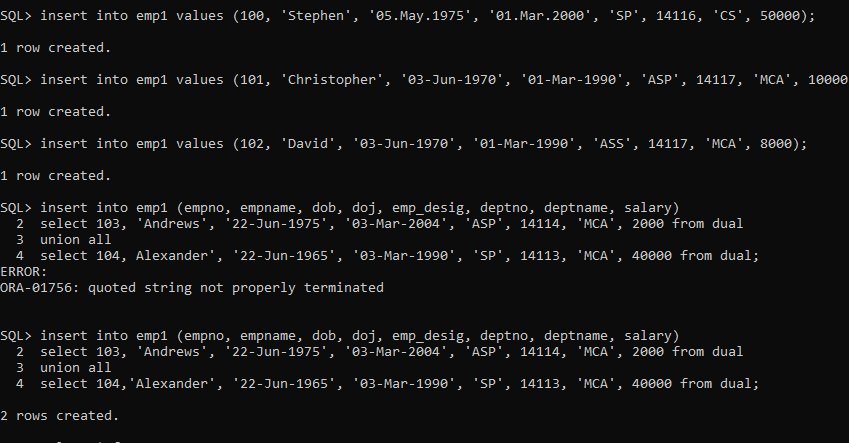 SQL> insert into emp1 values (100, 'Stephen', '05.May.1975', '01.Mar.2000', 'SP', 14116, 'CS', 50000);
1 row created.
SQL> insert into emp1 values (101, 'Christopher', '03-Jun-1970', '01-Mar-1990', 'ASP', 14117, 'MCA', 10000
1 row created.
SQL> insert into emp1 values (102, 'David', '03-Jun-1970', '01-Mar-1990', 'ASS', 14117, 'MCA', 8000);
1 row created.
SQL> insert into emp1 (empno, empname, dob, doj, emp_desig, deptno, deptname, salary)
2 select 103, 'Andrews', '22-Jun-1975', '03-Mar-2004', 'ASP', 14114, 'MCA', 2000 from dual
3 union all
4 select 104, Alexander', '22-Jun-1965', '03-Mar-1990', 'SP', 14113, 'MCA', 40000 from dual;
ERROR:
ORA-01756: quoted string not properly terminated
SQL> insert into emp1 (empno, empname, dob, doj, emp_desig, deptno, deptname, salary)
2 select 103, 'Andrews', '22-Jun-1975', '03-Mar-2004', 'ASP', 14114, 'MCA', 2000 from dual
3 union all
4 select 104,'Alexander', '22-Jun-1965', '03-Mar-1990', 'SP', 14113, 'MCA', 40000 from dual;
2 rows created.